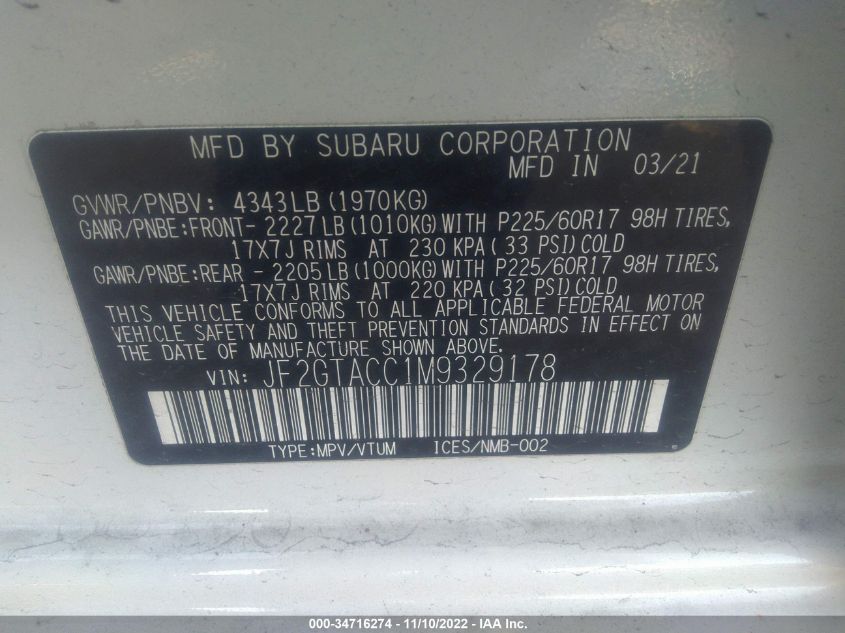 MFD BY SUBARU CORPORATION
MFD IN 03/21
GVWR/PNBV: 4343LB (1970KG)
GAWR/PNBE:FRONT- 2227 LB (1010KG) WITH P225/60R17 98H TIRES,
17X7J RIMS AT 230 KPA( 33 PSI) COLD
GAWR/PNBE:REAR - 2205 LB (1000KG) WITH P225/60R17 98H TIRES,
17X7J RIMS AT 220 KPA( 32 PSI) COLD
THIS VEHICLE CONFORMS TO ALL APPLICABLE FEDERAL MOTOR
VEHICLE SAFETY AND THEFT PREVENTION STANDARDS IN EFFECT ON
THE DATE OF MANUFACTURE SHOWN ABOVE.
VIN: JF2GTACC1M9329178
TYPE:MPV/VTUM ICES/NMB-002
000-34716274 - 11/10/2022 - IAA Inc.